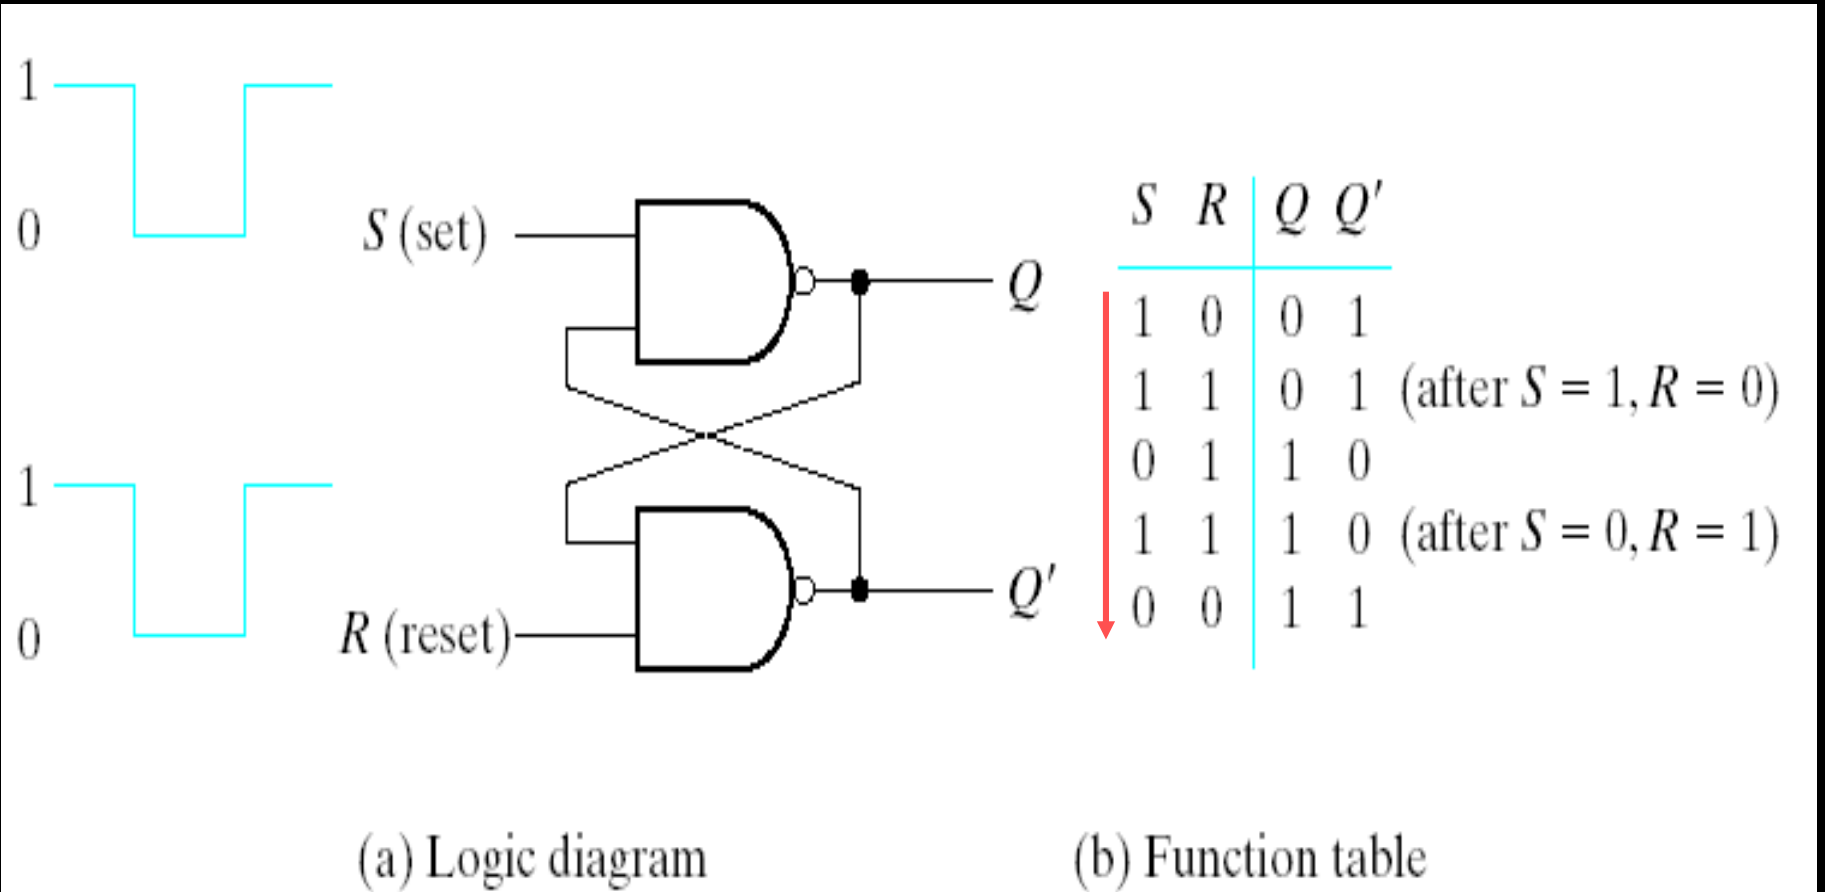 1
0
S (set)
Q
1
0
R (reset)
Q′
S R Q Q′
1 0 0 1
1 1 0 1 (after S = 1, R = 0)
0 1 1 0
1 1 1 0 (after S = 0, R = 1)
0 0 1 1
(a) Logic diagram
(b) Function table